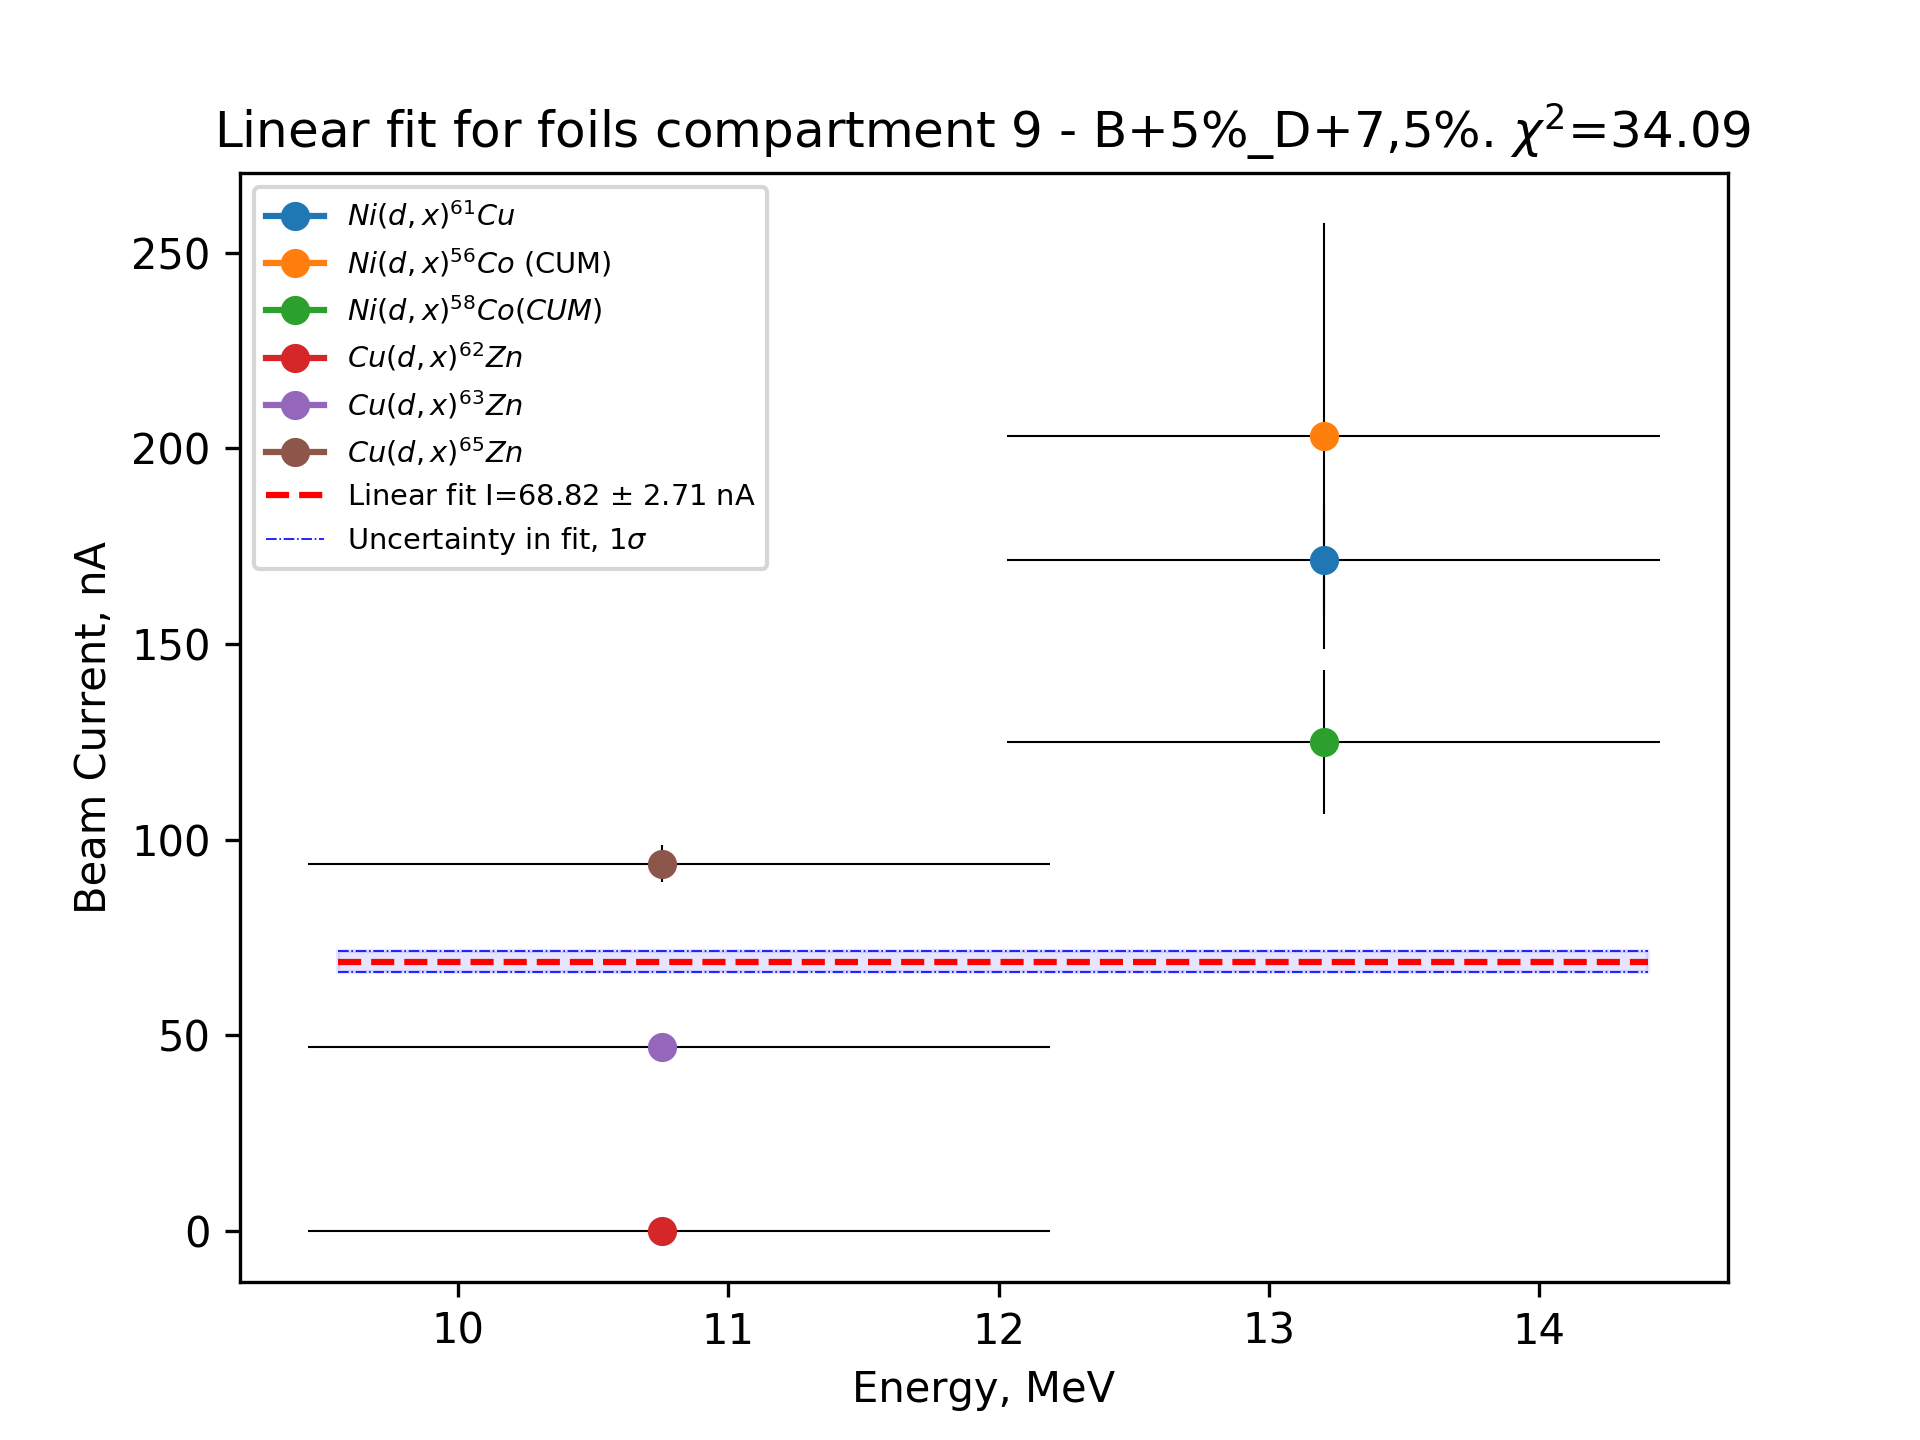 Linear fit for foils compartment 9 - B+5%_D+7,5%. χ²=34.09
Ni(d, x)⁶¹Cu
Ni(d, x)⁵⁶Co (CUM)
Ni(d, x)⁵⁸Co(CUM)
Cu(d, x)⁶²Zn
Cu(d, x)⁶³Zn
Cu(d, x)⁶⁵Zn
Linear fit I=68.82 ± 2.71 nA
Uncertainty in fit, 1σ
Beam Current, nA
250
200
150
100
50
0
10 11 12 13 14
Energy, MeV